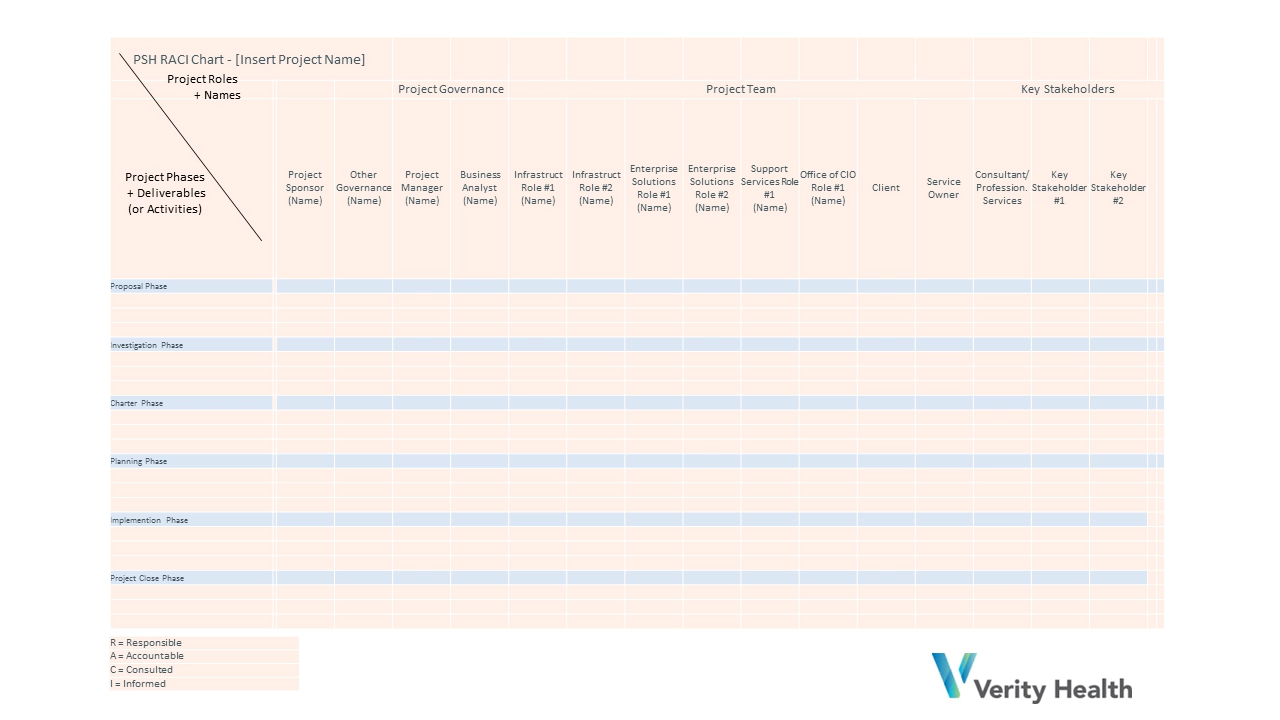 PSH RACI Chart - [Insert Project Name]
Project Roles
+ Names
Project Governance
Project Team
Key Stakeholders
Project Phases
+ Deliverables
(or Activities)
Project
Sponsor
(Name)
Other
Governance
(Name)
Project
Manager
(Name)
Business
Analyst
(Name)
Infrastruct
Role #1
(Name)
Infrastruct
Role #2
(Name)
Enterprise
Solutions
Role #1
(Name)
Enterprise
Solutions
Role #2
(Name)
Support
Services Role
#1
(Name)
Office of CIO
Role #1
(Name)
Client
Service
Owner
Consultant/
Profession.
Services
Key
Stakeholder
#1
Key
Stakeholder
#2
Proposal Phase
Investigation Phase
Charter Phase
Planning Phase
Implemention Phase
Project Close Phase
R = Responsible
A = Accountable
C = Consulted
I = Informed
Verity Health